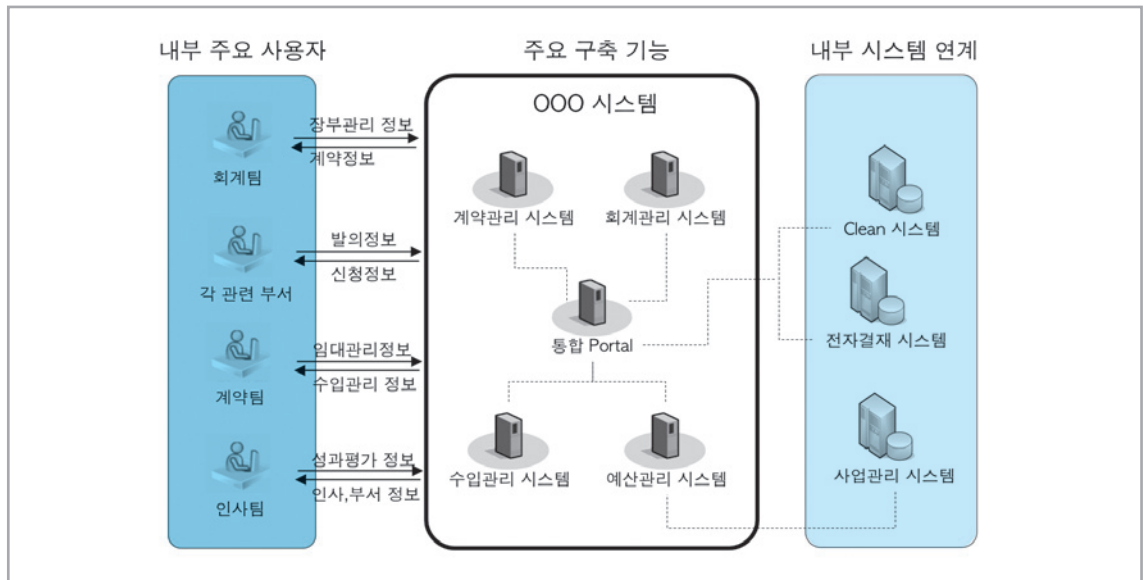 내부 주요 사용자
회계팀
각 관련 부서
계약팀
인사팀
장부관리 정보
계약정보
발의정보
신청정보
임대관리정보
수입관리 정보
성과평가 정보
인사,부서 정보
주요 구축 기능
OOO 시스템
계약관리 시스템
회계관리 시스템
통합 Portal
수입관리 시스템
예산관리 시스템
내부 시스템 연계
Clean 시스템
전자결재 시스템
사업관리 시스템